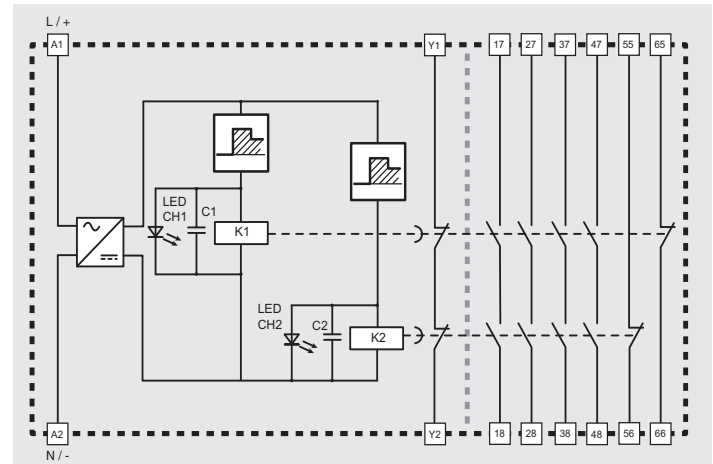 L / +
A1 Y1 17 27 37 47 55 65
LED
CH1
C1
K1
LED
CH2
C2
K2
A2 Y2 18 28 38 48 56 66
N / -